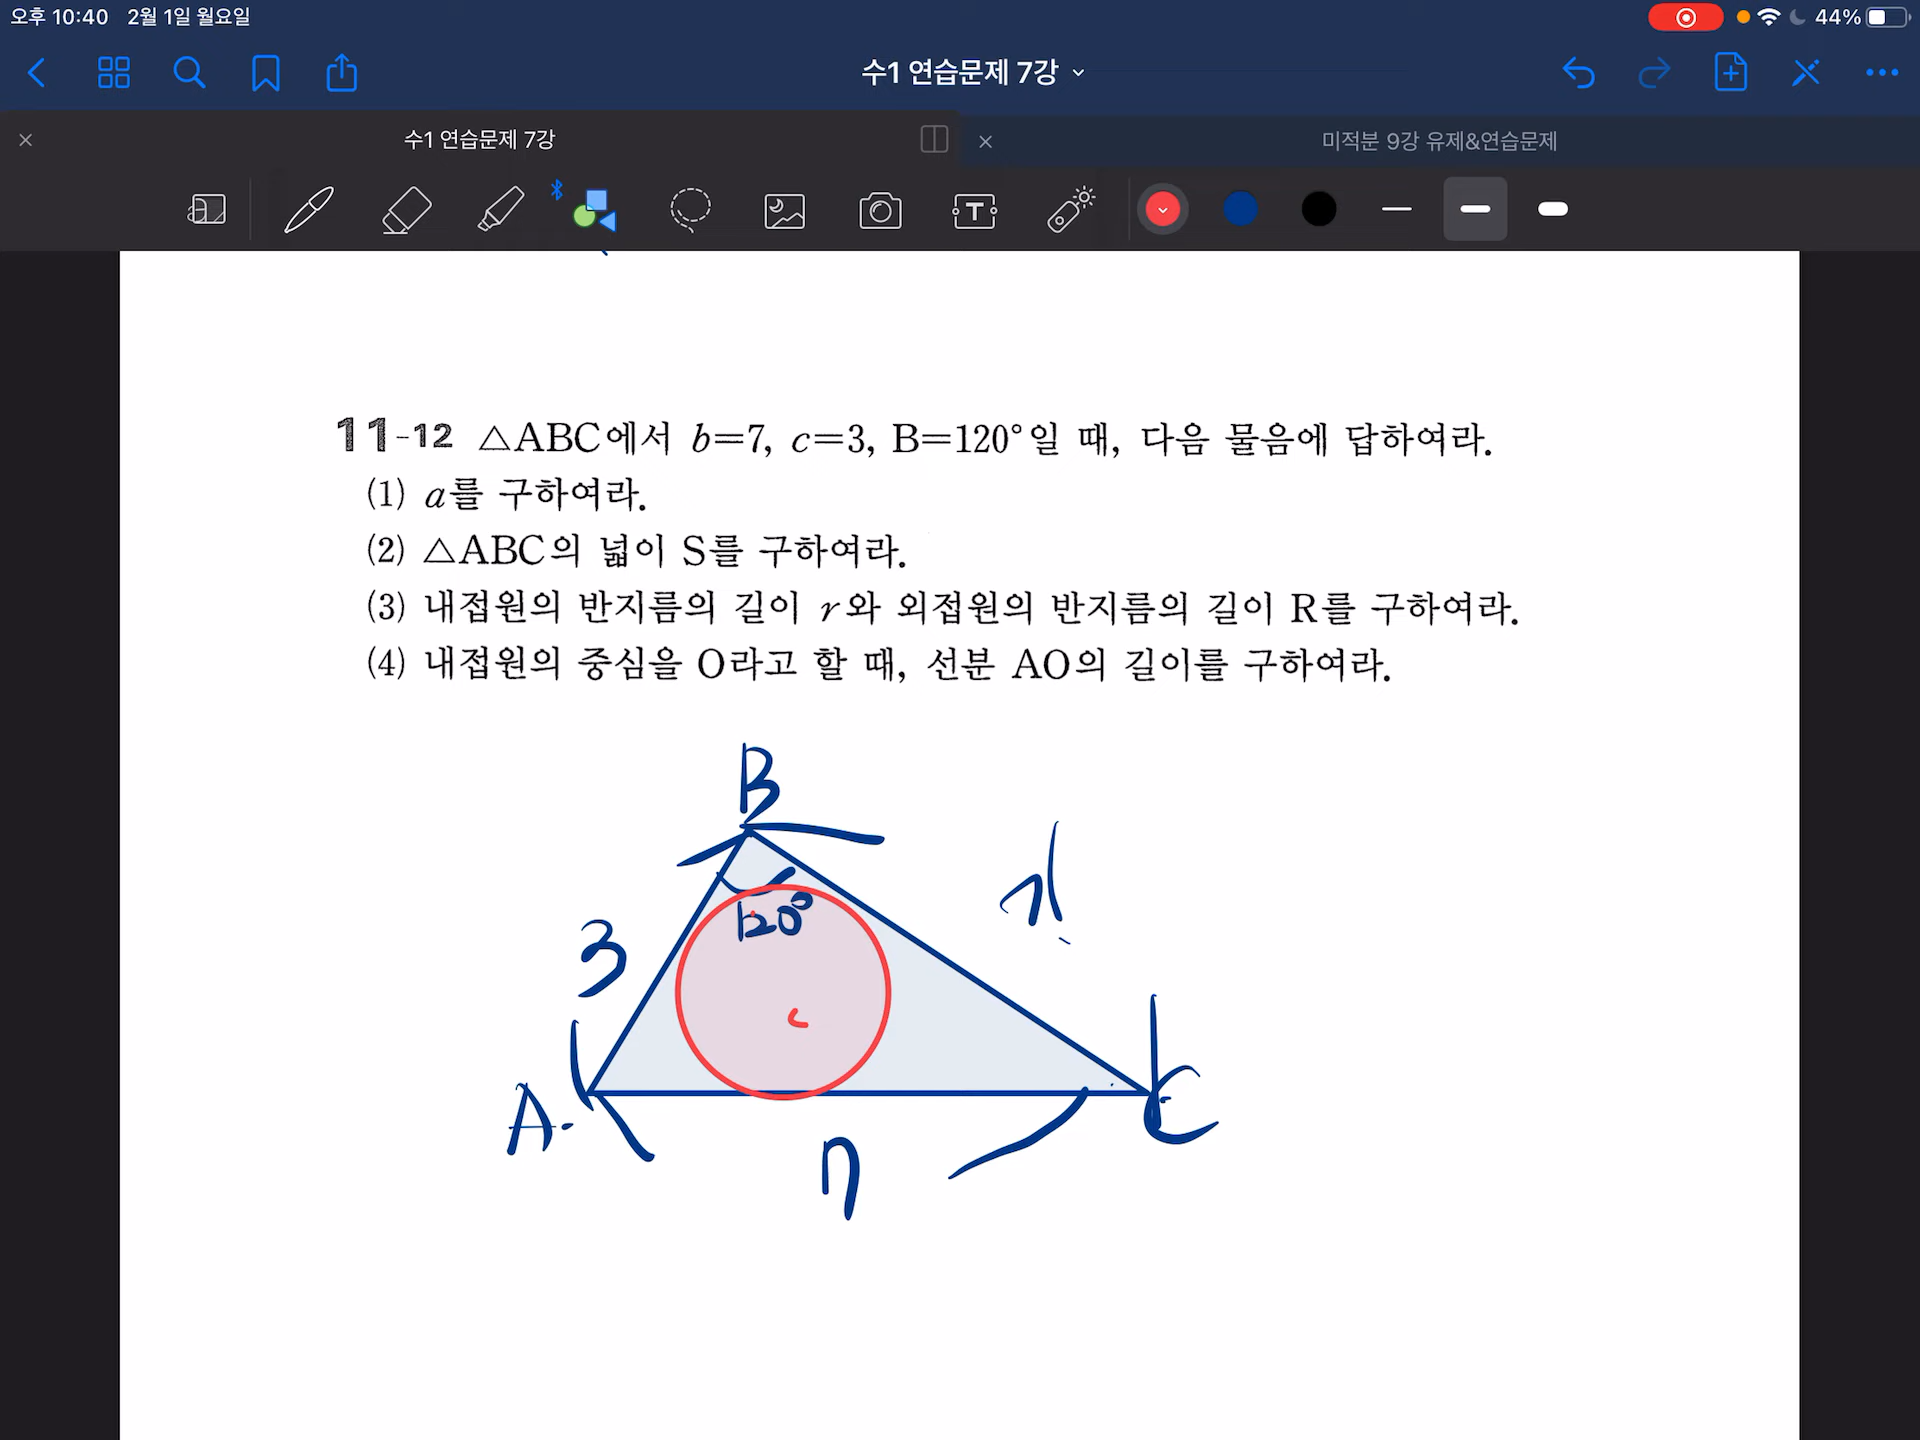 오후 10:40 2월 1일 월요일
44%
수1 연습문제 7강
수1 연습문제 7강
미적분 9강 유제&연습문제
11-12 △ABC에서 b=7, c=3, B=120°일 때, 다음 물음에 답하여라.
(1) a를 구하여라.
(2) △ABC의 넓이 S를 구하여라.
(3) 내접원의 반지름의 길이 r와 외접원의 반지름의 길이 R를 구하여라.
(4) 내접원의 중심을 O라고 할 때, 선분 AO의 길이를 구하여라.
B
120°
3
A
C
7